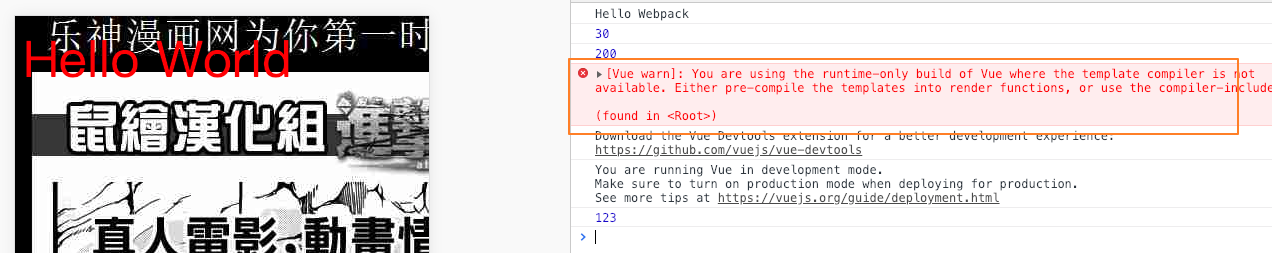 乐神漫画网为你第一时
Hello World
鼠繪漢化組
真人電影,動畫情
Hello Webpack
30
200
▶[Vue warn]: You are using the runtime-only build of Vue where the template compiler is not
available. Either pre-compile the templates into render functions, or use the compiler-include
(found in <Root>)
Download the Vue Devtools extension for a better development experience:
https://github.com/vuejs/vue-devtools
You are running Vue in development mode.
Make sure to turn on production mode when deploying for production.
See more tips at https://vuejs.org/guide/deployment.html
123
>